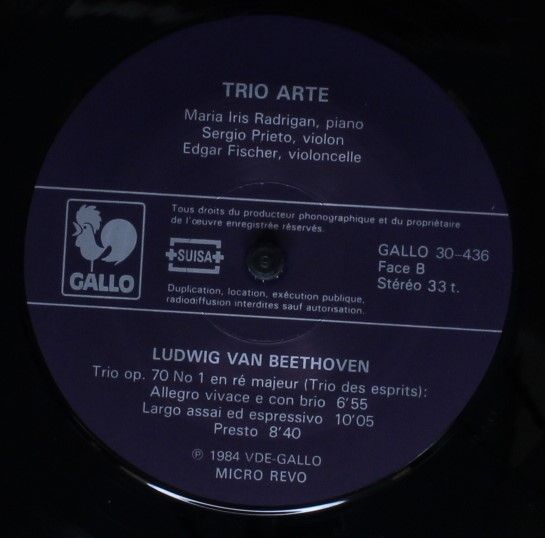 TRIO ARTE
Maria Iris Radrigan, piano
Sergio Prieto, violon
Edgar Fischer, violoncelle
Tous droits du producteur phonographique et du propriétaire
de l'œuvre enregistrée réservés.
GALLO
SUISA
GALLO 30-436
Face B
Stéréo 33 t.
Duplication, location, exécution publique,
radiodiffusion interdites sauf autorisation.
LUDWIG VAN BEETHOVEN
Trio op. 70 No 1 en ré majeur (Trio des esprits):
Allegro vivace e con brio 6'55
Largo assai ed espressivo 10'05
Presto 8'40
℗ 1984 VDE-GALLO
MICRO REVO